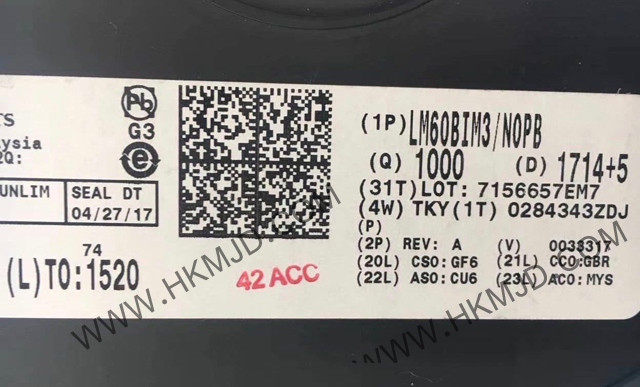 TS
Pb
G3
aysia
2Q:
e
UNLIM
SEAL DT
04/27/17
74
(L)TO:1520
42 ACC
(1P)LM60BIM3/NOPB
(Q) 1000 (D) 1714+5
(31T)LOT: 7156657EM7
(4W) TKY(1T) 0284343ZDJ
(P)
(2P) REV: A (V) 0033317
(20L) CSO:GF6 (21L) CCO:GBR
(22L) ASO:CU6 (23L) ACO:MYS
WWW.HKMJD.COM
WWW.HKMJD.COM